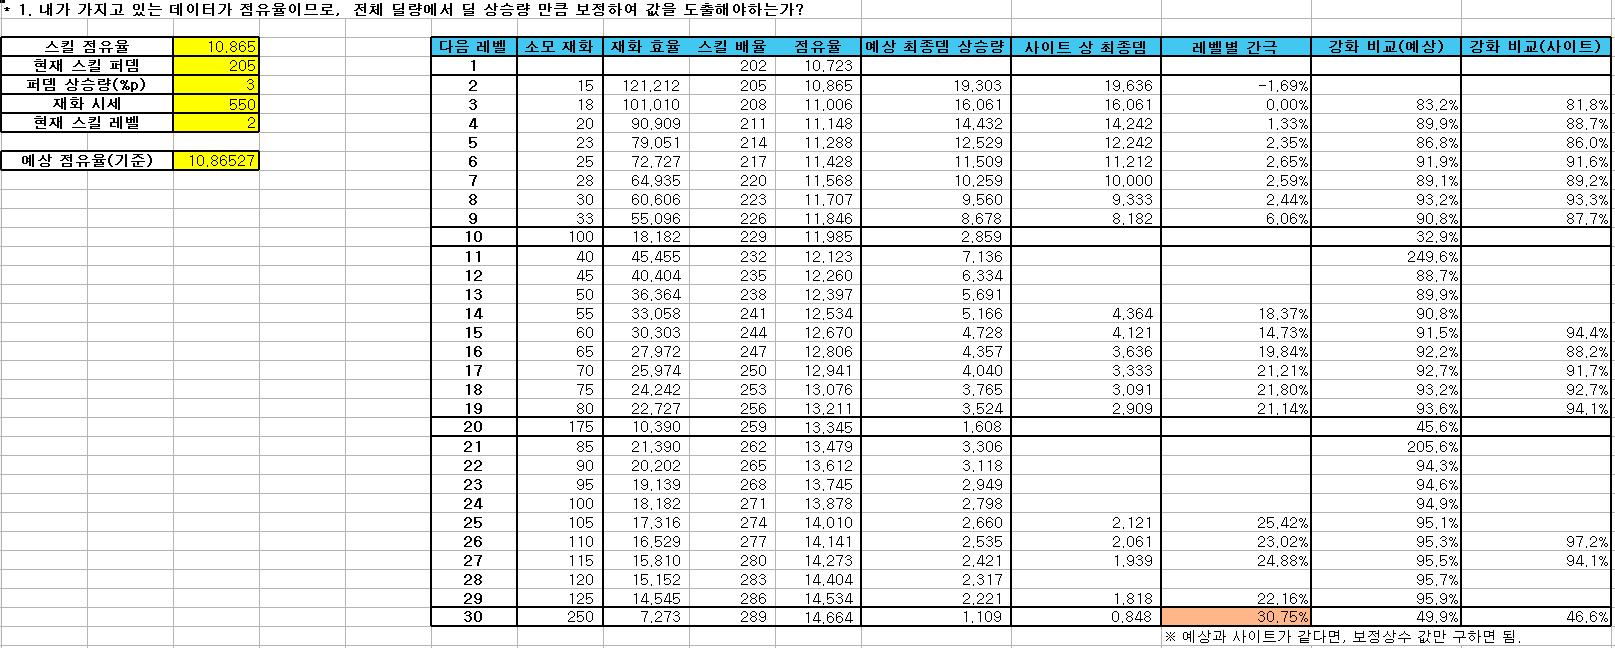 * 1. 내가 가지고 있는 데이터가 점유율이므로, 전체 딜량에서 딜 상승량 만큼 보정하여 값을 도출해야하는가?
스킬 점유율 10.865
현재 스킬 퍼뎀 205
퍼뎀 상승량(%p) 3
재화 시세 550
현재 스킬 레벨 2
예상 점유율(기준) 10.86527
다음 레벨 소모 재화 재화 효율 스킬 배율 점유율 예상 최종뎀 상승량 사이트 상 최종뎀 레벨별 간극 강화 비교(예상) 강화 비교(사이트)
1 202 10.723
2 15 121.212 205 10.865 19.303 19.636 -1.69%
3 18 101.010 208 11.006 16.061 16.061 0.00% 83.2% 81.8%
4 20 90.909 211 11.148 14.432 14.242 1.33% 89.9% 88.7%
5 23 79.051 214 11.288 12.529 12.242 2.35% 86.8% 86.0%
6 25 72.727 217 11.428 11.509 11.212 2.65% 91.9% 91.6%
7 28 64.935 220 11.568 10.259 10.000 2.59% 89.1% 89.2%
8 30 60.606 223 11.707 9.560 9.333 2.44% 93.2% 93.3%
9 33 55.096 226 11.846 8.678 8.182 6.06% 90.8% 87.7%
10 100 18.182 229 11.985 2.859 32.9%
11 40 45.455 232 12.123 7.136 249.6%
12 45 40.404 235 12.260 6.334 88.7%
13 50 36.364 238 12.397 5.691 89.9%
14 55 33.058 241 12.534 5.166 4.364 18.37% 90.8%
15 60 30.303 244 12.670 4.728 4.121 14.73% 91.5% 94.4%
16 65 27.972 247 12.806 4.357 3.636 19.84% 92.2% 88.2%
17 70 25.974 250 12.941 4.040 3.333 21.21% 92.7% 91.7%
18 75 24.242 253 13.076 3.765 3.091 21.80% 93.2% 92.7%
19 80 22.727 256 13.211 3.524 2.909 21.14% 93.6% 94.1%
20 175 10.390 259 13.345 1.608 45.6%
21 85 21.390 262 13.479 3.306 205.6%
22 90 20.202 265 13.612 3.118 94.3%
23 95 19.139 268 13.745 2.949 94.6%
24 100 18.182 271 13.878 2.798 94.9%
25 105 17.316 274 14.010 2.660 2.121 25.42% 95.1%
26 110 16.529 277 14.141 2.535 2.061 23.02% 95.3% 97.2%
27 115 15.810 280 14.273 2.421 1.939 24.88% 95.5% 94.1%
28 120 15.152 283 14.404 2.317 95.7%
29 125 14.545 286 14.534 2.221 1.818 22.16% 95.9%
30 250 7.273 289 14.664 1.109 0.848 30.75% 49.9% 46.6%
※ 예상과 사이트가 같다면, 보정상수 값만 구하면 됨.